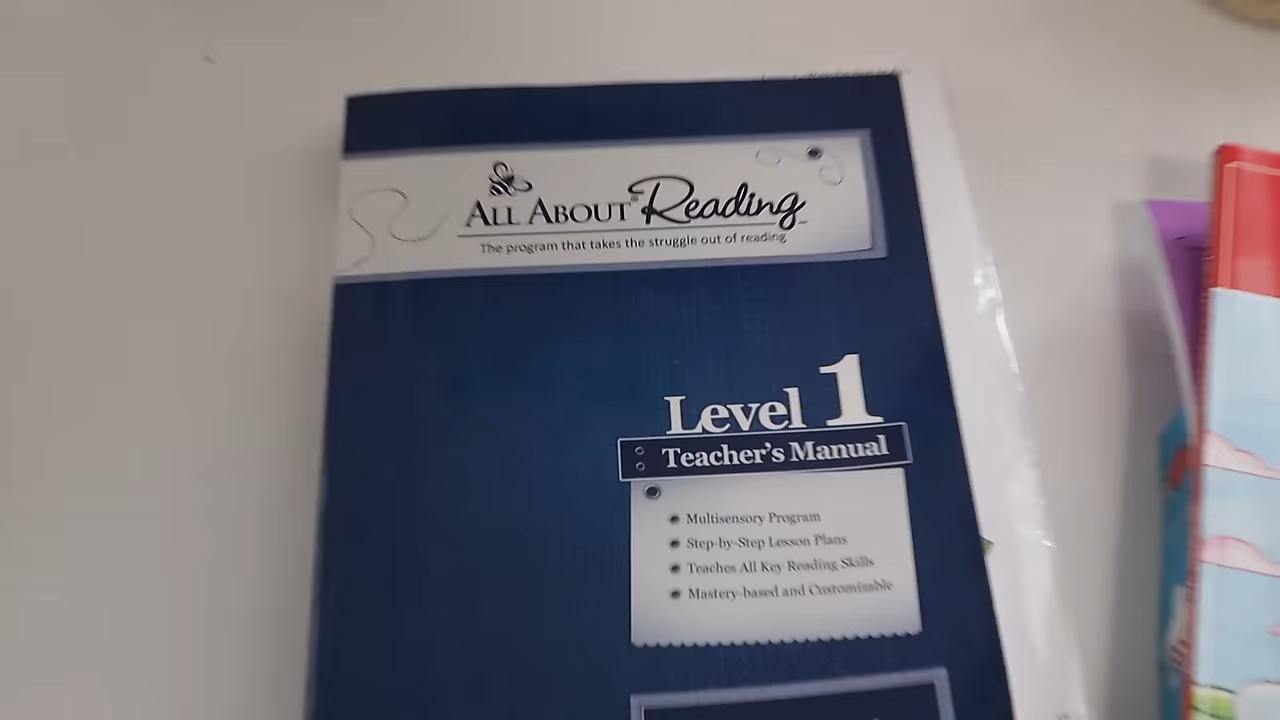 All About® Reading
The program that takes the struggle out of reading
Level 1
Teacher's Manual
Multisensory Program
Step-by-Step Lesson Plans
Teaches All Key Reading Skills
Mastery-based and Customizable